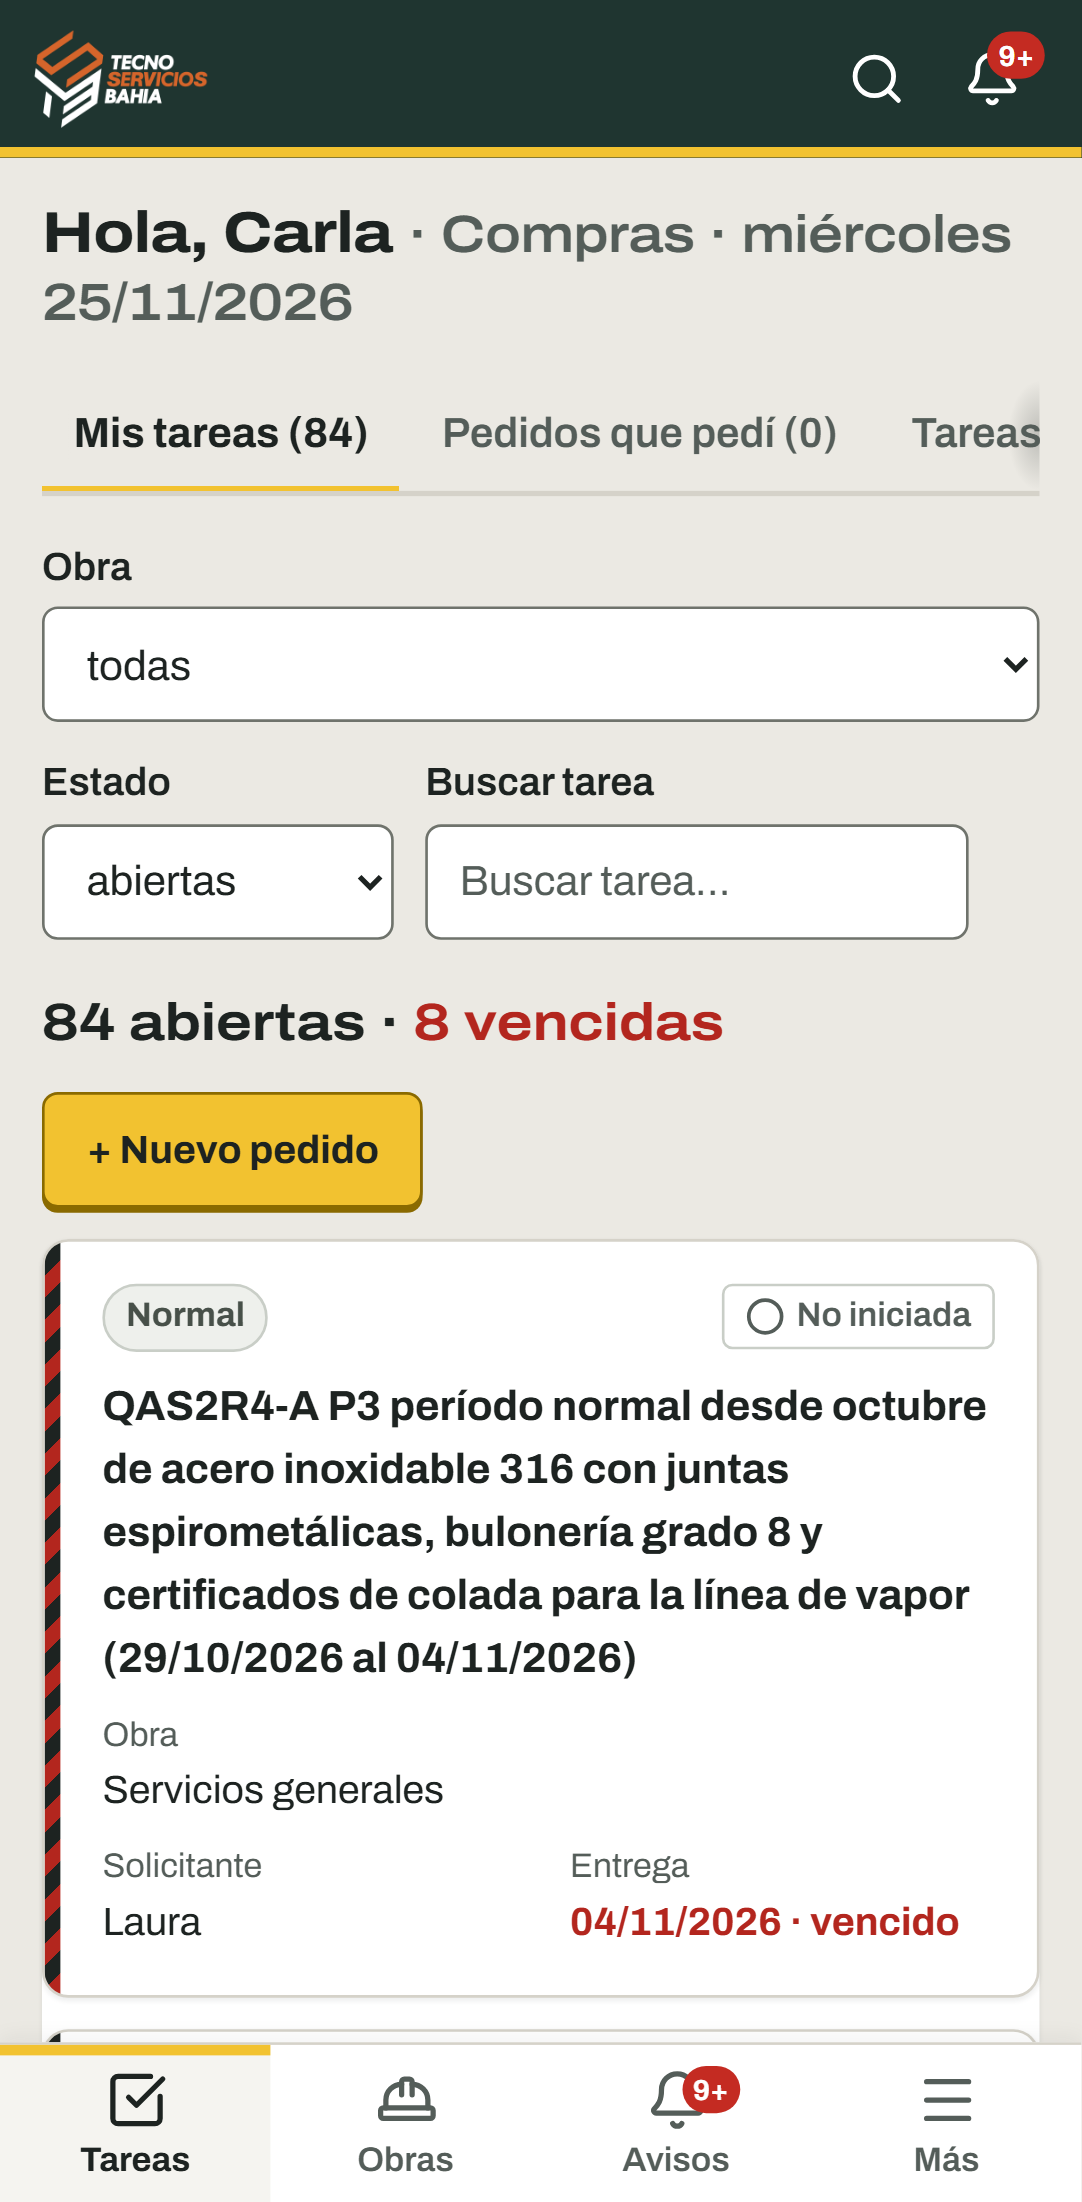 TECNO
SERVICIOS
BAHIA
9+
Hola, Carla · Compras · miércoles
25/11/2026
Mis tareas (84)
Pedidos que pedí (0)
Tareas
Obra
todas
Estado
Buscar tarea
abiertas
Buscar tarea...
84 abiertas · 8 vencidas
+ Nuevo pedido
Normal
No iniciada
QAS2R4-A P3 período normal desde octubre
de acero inoxidable 316 con juntas
espirometálicas, bulonería grado 8 y
certificados de colada para la línea de vapor
(29/10/2026 al 04/11/2026)
Obra
Servicios generales
Solicitante
Entrega
Laura
04/11/2026 · vencido
9+
Tareas
Obras
Avisos
Más